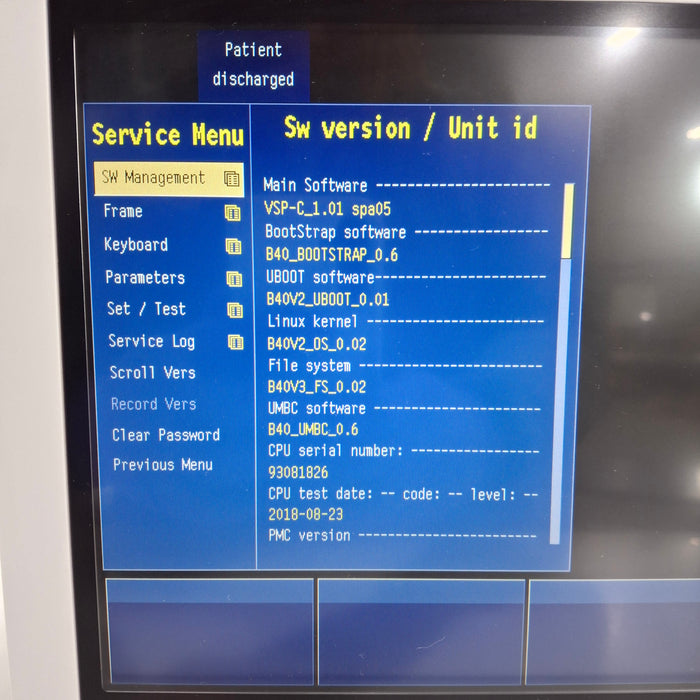 Patient
discharged
Service Menu
SW Management
Frame
Keyboard
Parameters
Set / Test
Service Log
Scroll Vers
Record Vers
Clear Password
Previous Menu
Sw version / Unit id
Main Software --------------------------
VSP-C_1.01 spa05
BootStrap software --------------------
B40_BOOTSTRAP_0.6
UBOOT software--------------------------
B40V2_UBOOT_0.01
Linux kernel ---------------------------
B40V2_OS_0.02
File system ----------------------------
B40V3_FS_0.02
UMBC software -------------------------
B40_UMBC_0.6
CPU serial number: --------------------
93081826
CPU test date: -- code: -- level: --
2018-08-23
PMC version ---------------------------